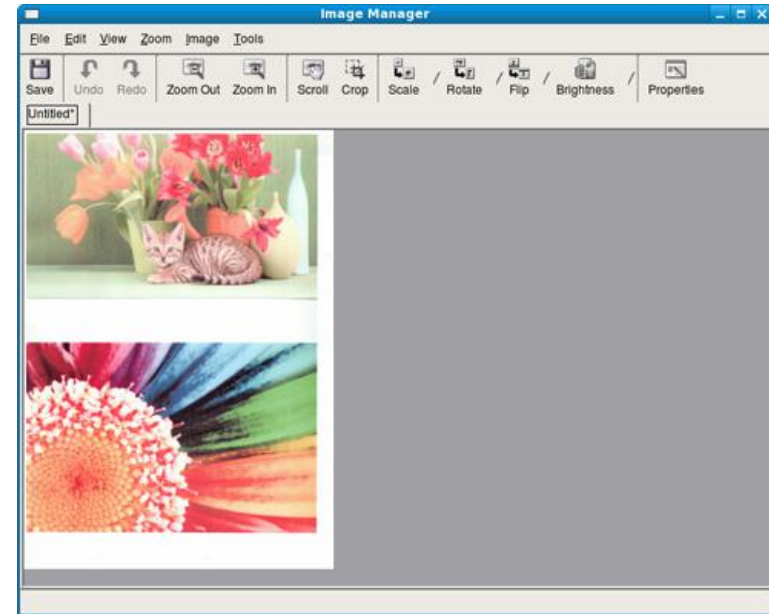 Image Manager
File Edit View Zoom Image Tools
Save Undo Redo Zoom Out Zoom In Scroll Crop Scale / Rotate / Flip / Brightness / Properties
Untitled*